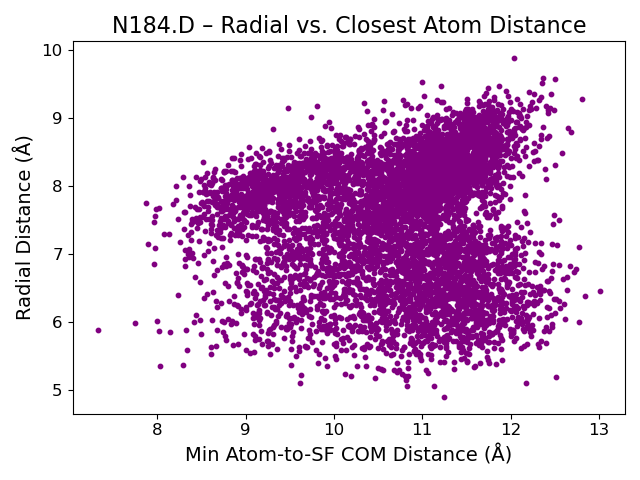 N184.D – Radial vs. Closest Atom Distance
Radial Distance (Å)
10
9
8
7
6
5
8 9 10 11 12 13
Min Atom-to-SF COM Distance (Å)